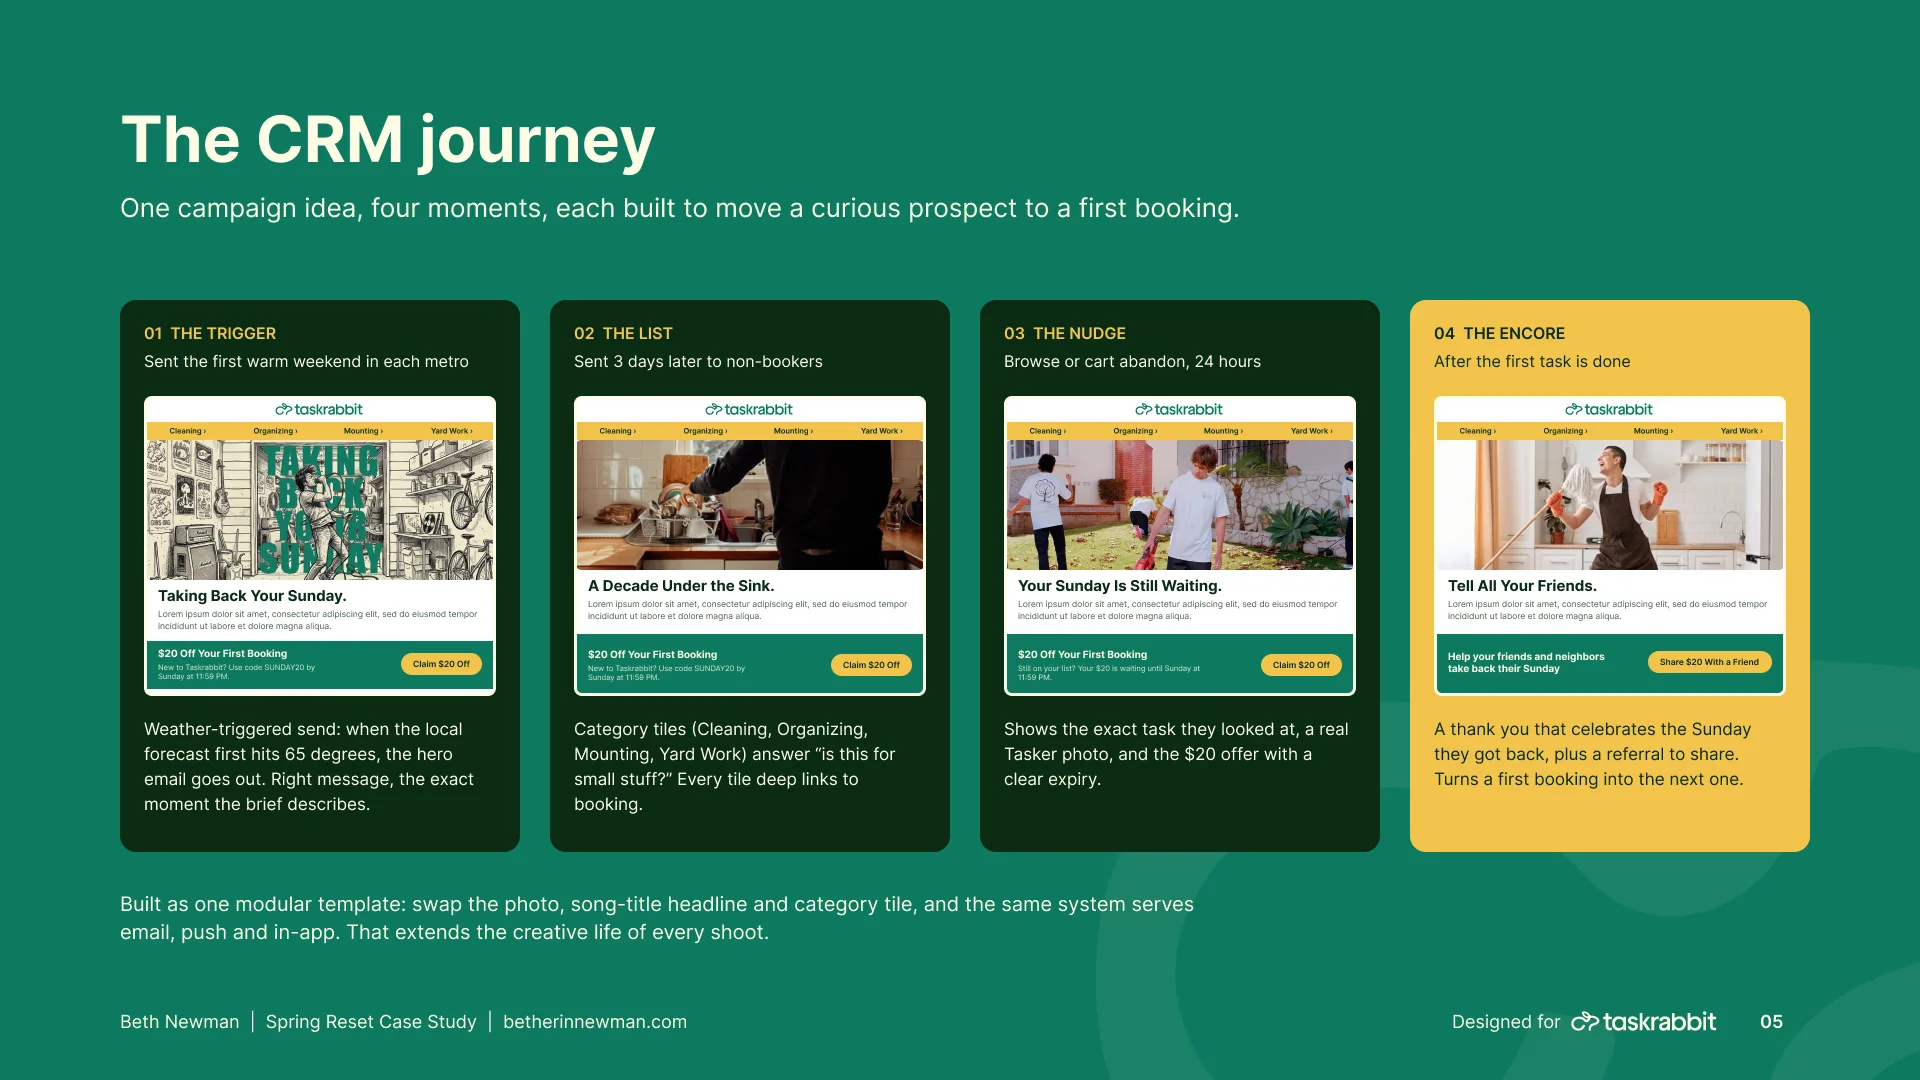 The CRM journey
One campaign idea, four moments, each built to move a curious prospect to a first booking.
01 THE TRIGGER
Sent the first warm weekend in each metro
taskrabbit
Cleaning ›
Organizing ›
Mounting ›
Yard Work ›
TAKING
BACK
YOUR
SUNDAY
Taking Back Your Sunday.
Lorem ipsum dolor sit amet, consectetur adipiscing elit, sed do eiusmod tempor
incididunt ut labore et dolore magna aliqua.
$20 Off Your First Booking
New to Taskrabbit? Use code SUNDAY20 by
Sunday at 11:59 PM.
Claim $20 Off
Weather-triggered send: when the local
forecast first hits 65 degrees, the hero
email goes out. Right message, the exact
moment the brief describes.
02 THE LIST
Sent 3 days later to non-bookers
taskrabbit
Cleaning ›
Organizing ›
Mounting ›
Yard Work ›
A Decade Under the Sink.
Lorem ipsum dolor sit amet, consectetur adipiscing elit, sed do eiusmod tempor
incididunt ut labore et dolore magna aliqua.
$20 Off Your First Booking
New to Taskrabbit? Use code SUNDAY20 by
Sunday at 11:59 PM.
Claim $20 Off
Category tiles (Cleaning, Organizing,
Mounting, Yard Work) answer “is this for
small stuff?” Every tile deep links to
booking.
03 THE NUDGE
Browse or cart abandon, 24 hours
taskrabbit
Cleaning ›
Organizing ›
Mounting ›
Yard Work ›
Your Sunday Is Still Waiting.
Lorem ipsum dolor sit amet, consectetur adipiscing elit, sed do eiusmod tempor
incididunt ut labore et dolore magna aliqua.
$20 Off Your First Booking
Still on your list? Your $20 is waiting until Sunday at
11:59 PM.
Claim $20 Off
Shows the exact task they looked at, a real
Tasker photo, and the $20 offer with a
clear expiry.
04 THE ENCORE
After the first task is done
taskrabbit
Cleaning ›
Organizing ›
Mounting ›
Yard Work ›
Tell All Your Friends.
Lorem ipsum dolor sit amet, consectetur adipiscing elit, sed do eiusmod tempor
incididunt ut labore et dolore magna aliqua.
Help your friends and neighbors
take back their Sunday
Share $20 With a Friend
A thank you that celebrates the Sunday
they got back, plus a referral to share.
Turns a first booking into the next one.
Built as one modular template: swap the photo, song-title headline and category tile, and the same system serves
email, push and in-app. That extends the creative life of every shoot.
Beth Newman | Spring Reset Case Study | betherinnewman.com
Designed for taskrabbit 05